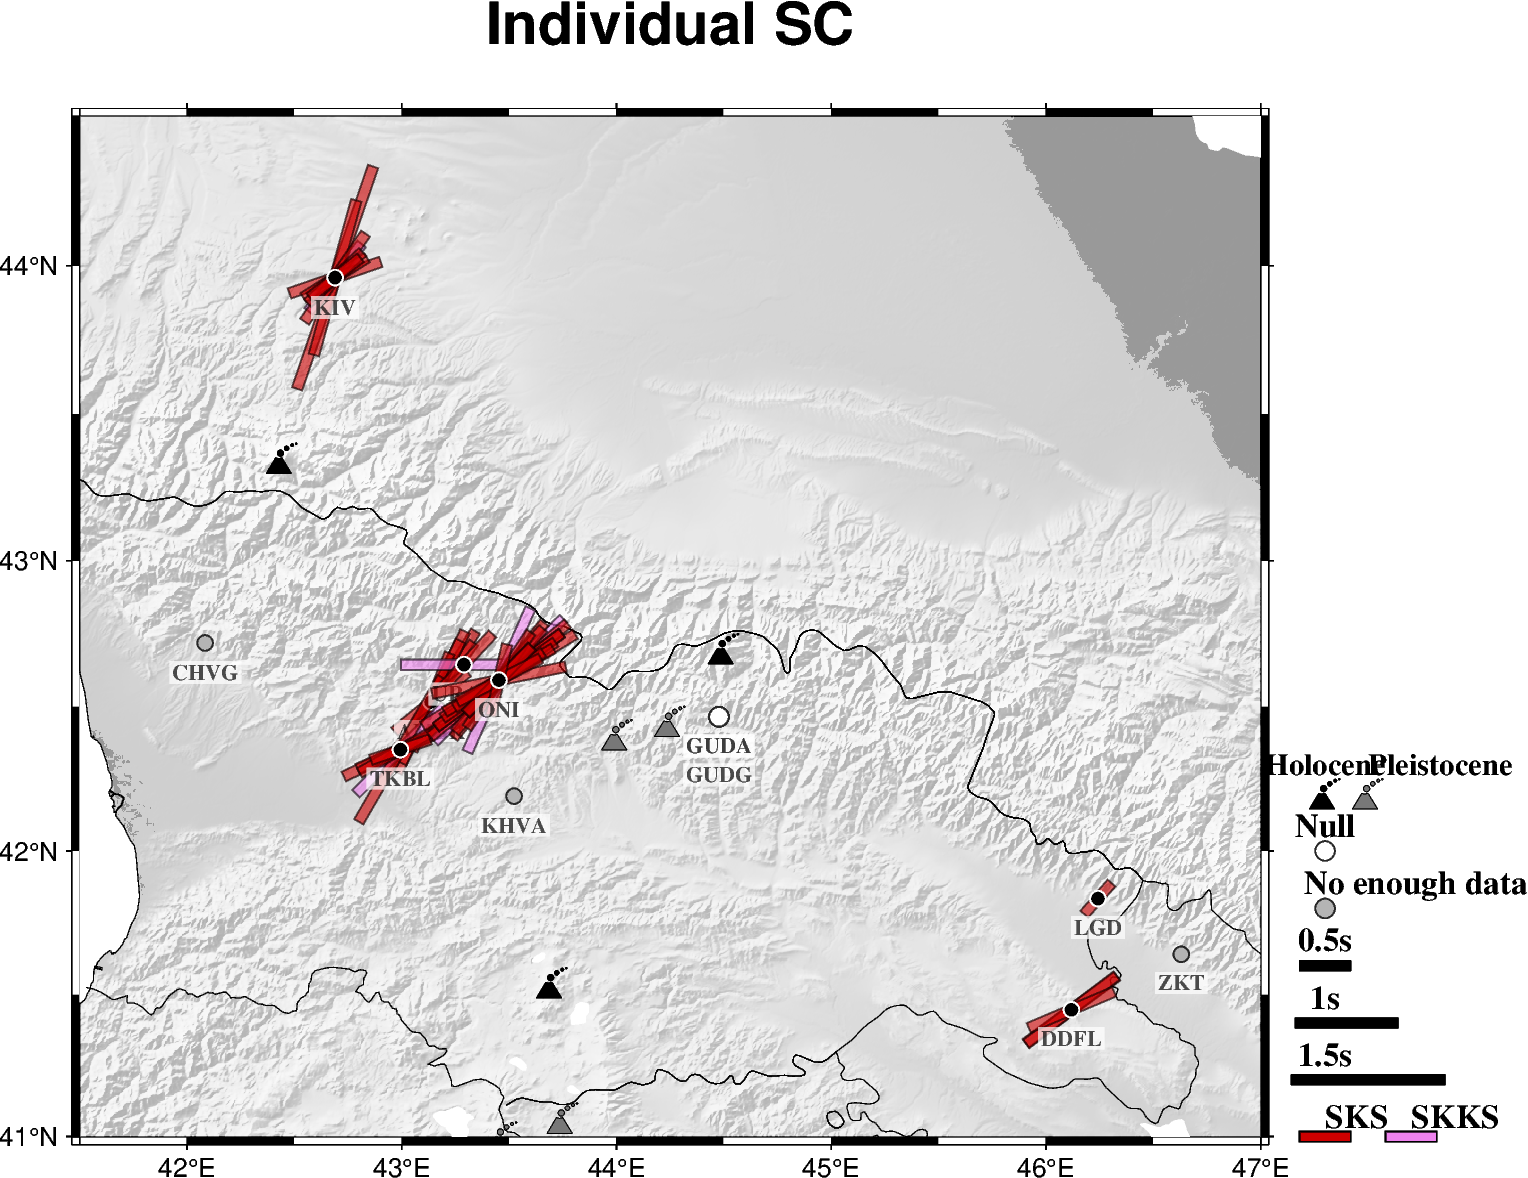 Individual SC
44°N
43°N
42°N
41°N
42°E
43°E
44°E
45°E
46°E
47°E
KIV
CHVG
ONI
TKBL
KHVA
GUDA
GUDG
LGD
ZKT
DDFL
Holocene
Pleistocene
Null
No enough data
0.5s
1s
1.5s
SKS
SKKS